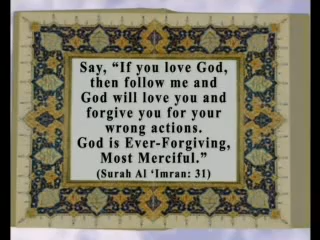 Say, “If you love God,
then follow me and
God will love you and
forgive you for your
wrong actions.
God is Ever-Forgiving,
Most Merciful.”
(Surah Al ‘Imran: 31)